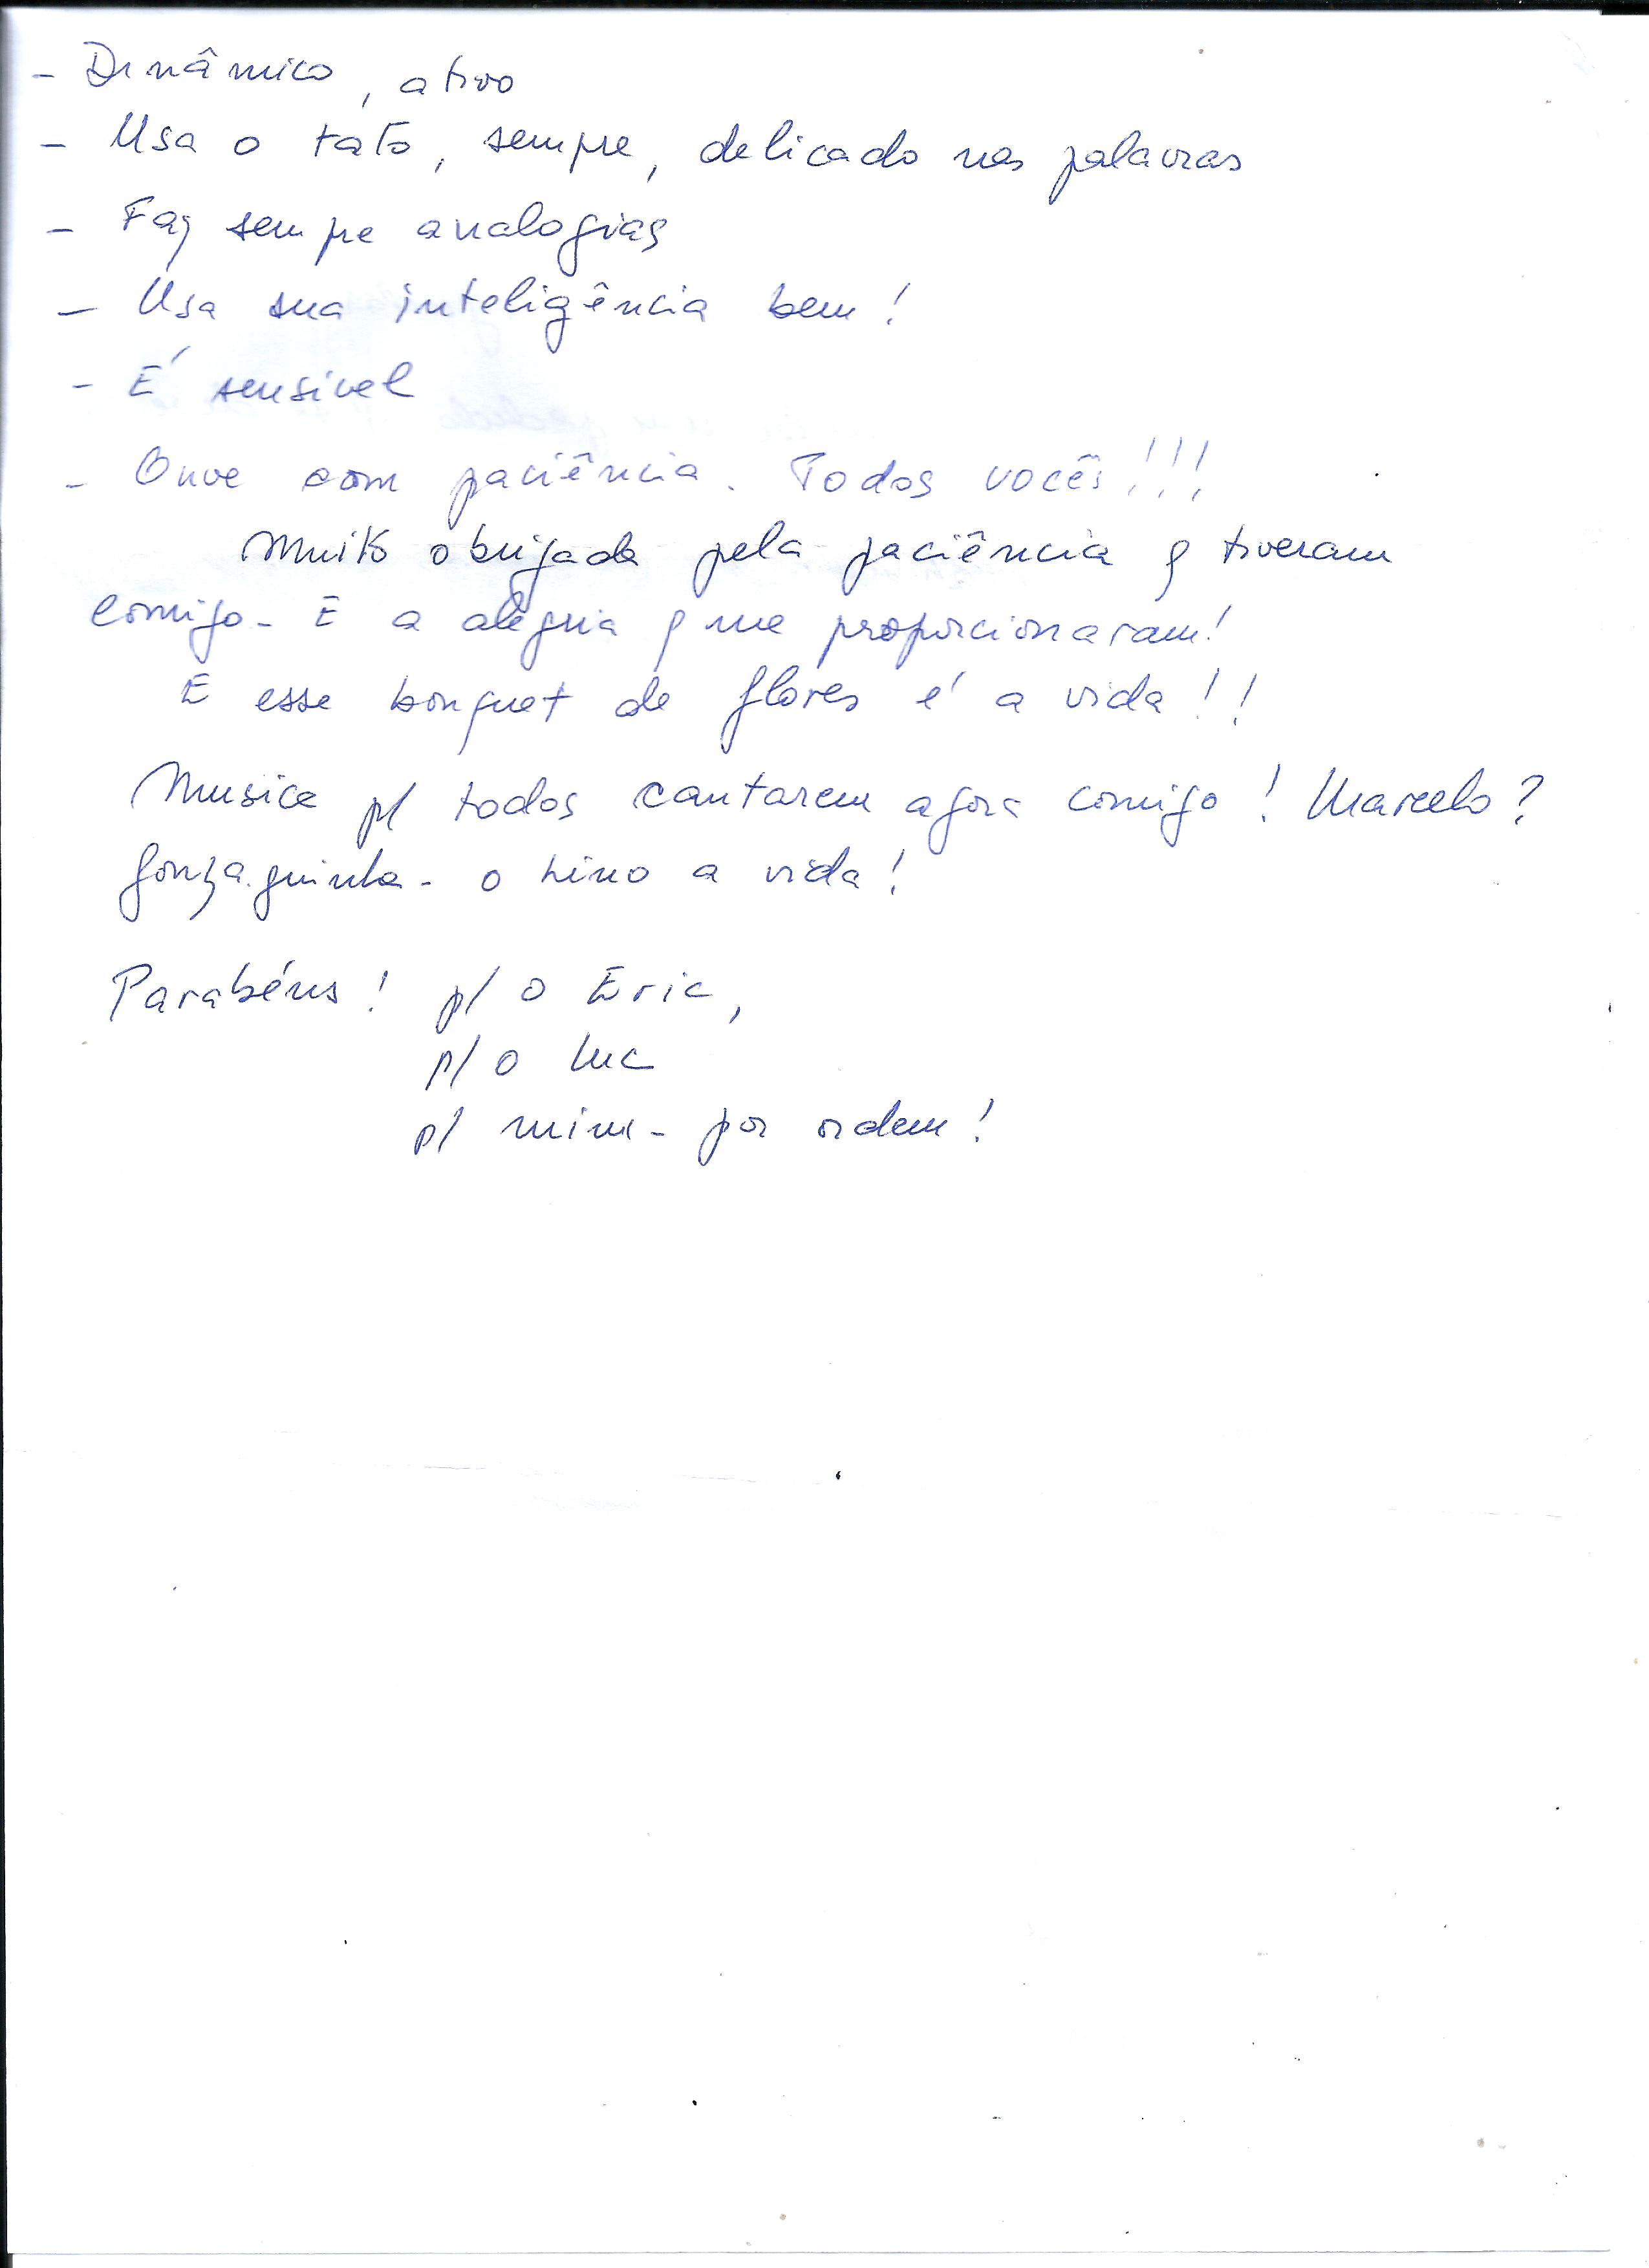 - Dinâmico, ativo
- Usa o tato, sempre, delicado nas palavras
- Faz sempre analogias
- Usa sua inteligência bem!
- É sensivel
- Ouve com paciência. Todos vocês!!!
Muito obrigada pela paciência q tiveram
comigo - E a alegria q me proporcionaram!
E esse bouquet de flores é a vida!!
Musica p/ todos cantarem agora comigo! Marcelo?
Gonzaguinha - o hino a vida!
Parabéns! p/ o Eric,
p/ o Luc
p/ mim - por ordem!